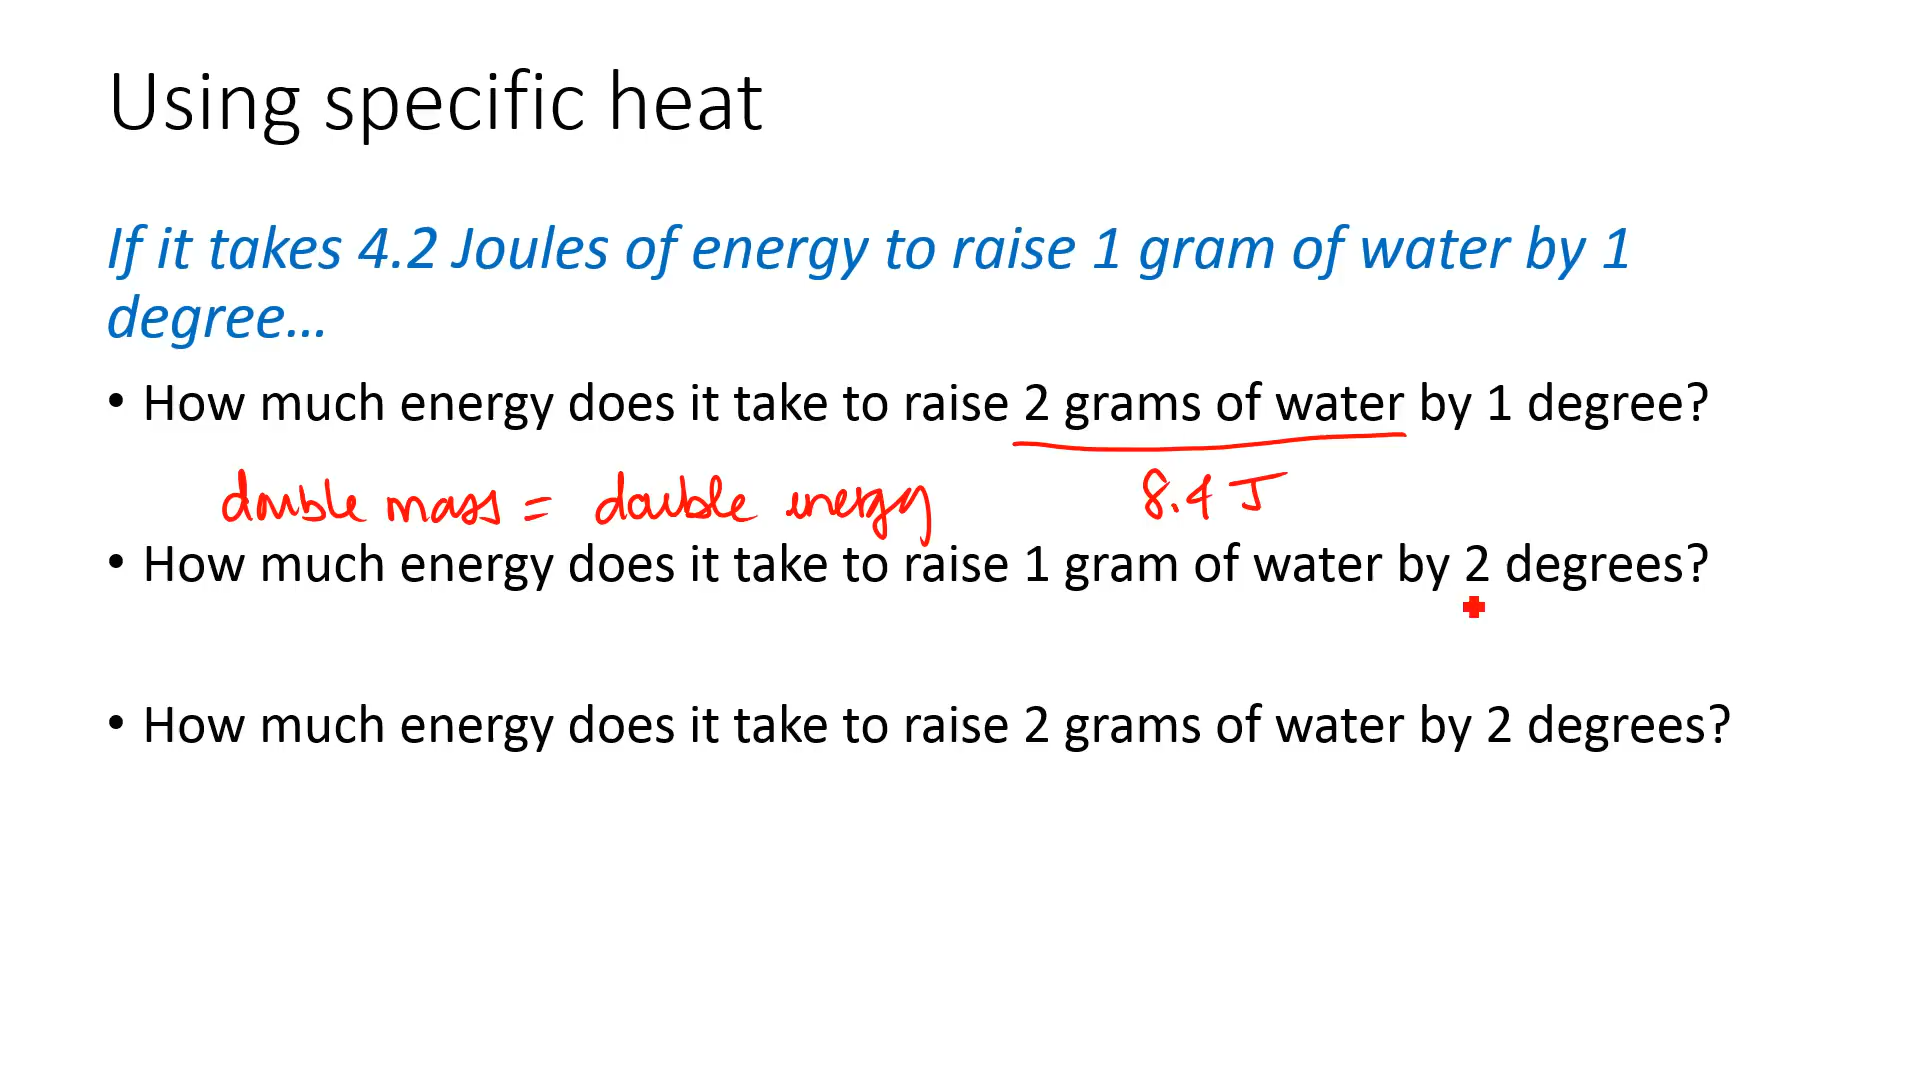 Using specific heat
If it takes 4.2 Joules of energy to raise 1 gram of water by 1
degree...
• How much energy does it take to raise 2 grams of water by 1 degree?
double mass = double energy 8.4 J
• How much energy does it take to raise 1 gram of water by 2 degrees?
• How much energy does it take to raise 2 grams of water by 2 degrees?